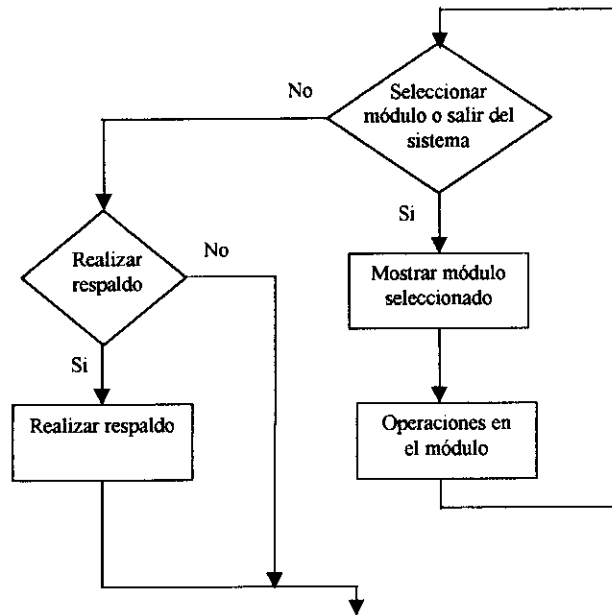 Seleccionar
módulo o salir del
sistema
No
Si
Realizar
respaldo
No
Mostrar módulo
seleccionado
Si
Realizar respaldo
Operaciones en
el módulo